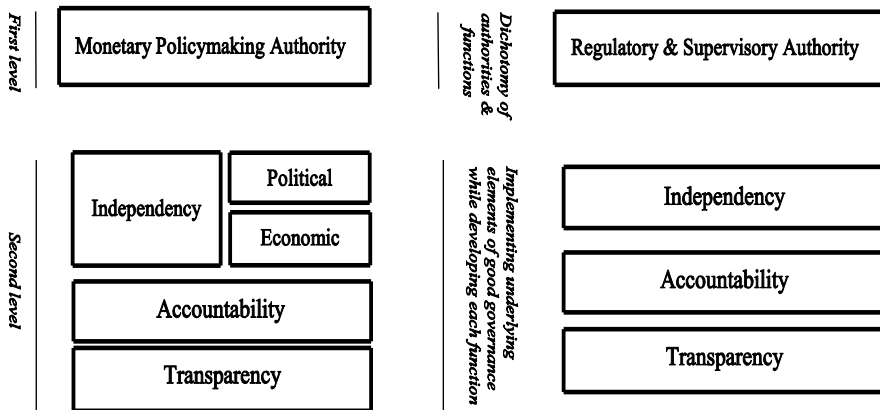 First level
Monetary Policymaking Authority
Dichotomy of
authorities &
functions
Regulatory & Supervisory Authority
Second level
Independency
Political
Economic
Accountability
Transparency
Implementing underlying
elements of good governance
while developing each function
Independency
Accountability
Transparency